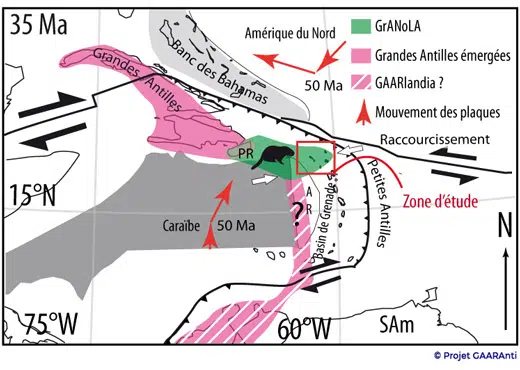 35 Ma
Amérique du Nord
50 Ma
GrANoLA
Grandes Antilles émergées
GAARlandia ?
Mouvement des plaques
Banc des Bahamas
Grandes Antilles
Raccourcissement
PR
15°N
Caraïbe
50 Ma
?
A
R
Bassin de Grenade
Petites Antilles
Zone d'étude
N
75°W
60°W
SAm
© Projet GAARAnti